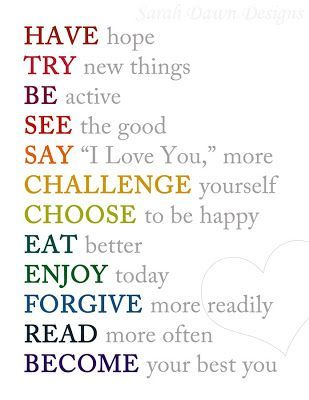 Sarah Dawn Designs
HAVE hope
TRY new things
BE active
SEE the good
SAY “I Love You,” more
CHALLENGE yourself
CHOOSE to be happy
EAT better
ENJOY today
FORGIVE more readily
READ more often
BECOME your best you